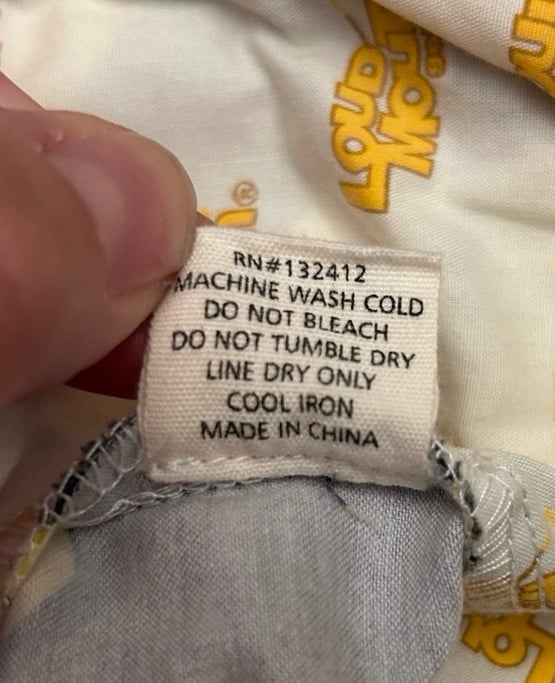 LOUD
MOUTH
®
RN#132412
MACHINE WASH COLD
DO NOT BLEACH
DO NOT TUMBLE DRY
LINE DRY ONLY
COOL IRON
MADE IN CHINA